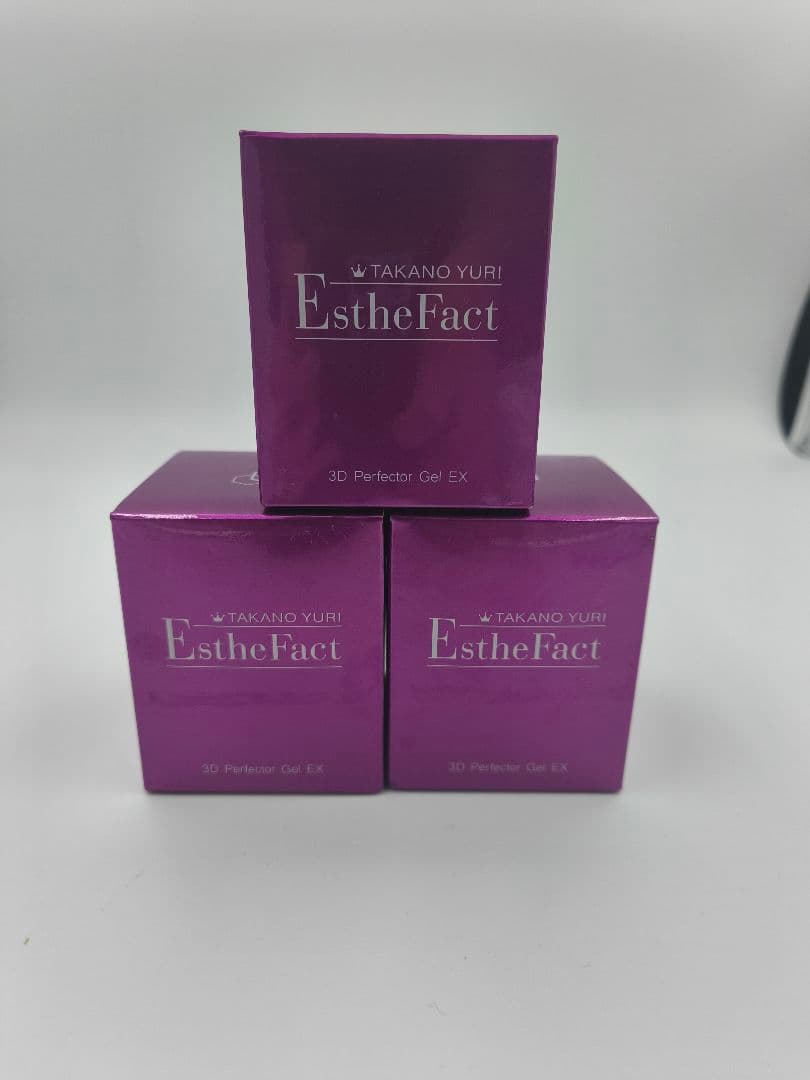 TAKANO YURI
EstheFact
3D Perfector Gel EX
TAKANO YURI
EstheFact
3D Perfector Gel EX
TAKANO YURI
EstheFact
3D Perfector Gel EX